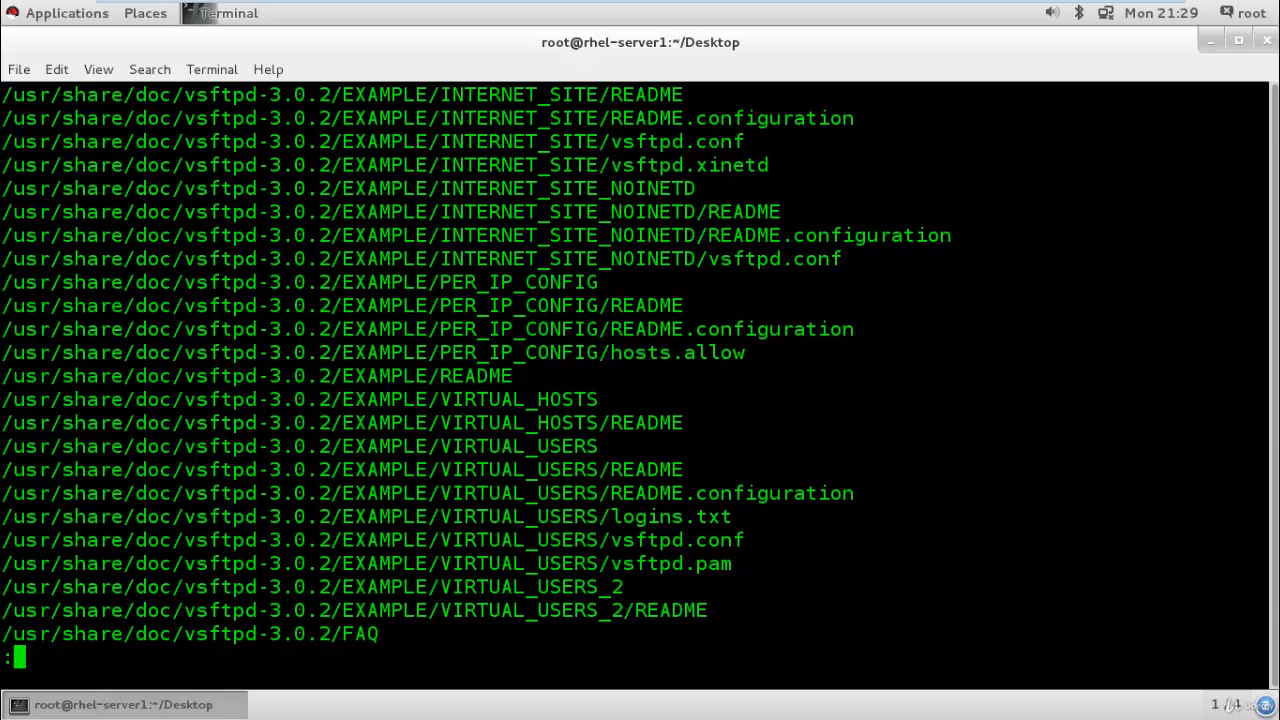 Applications Places Terminal Mon 21:29 root
root@rhel-server1:~/Desktop
File Edit View Search Terminal Help
/usr/share/doc/vsftpd-3.0.2/EXAMPLE/INTERNET_SITE/README
/usr/share/doc/vsftpd-3.0.2/EXAMPLE/INTERNET_SITE/README.configuration
/usr/share/doc/vsftpd-3.0.2/EXAMPLE/INTERNET_SITE/vsftpd.conf
/usr/share/doc/vsftpd-3.0.2/EXAMPLE/INTERNET_SITE/vsftpd.xinetd
/usr/share/doc/vsftpd-3.0.2/EXAMPLE/INTERNET_SITE_NOINETD
/usr/share/doc/vsftpd-3.0.2/EXAMPLE/INTERNET_SITE_NOINETD/README
/usr/share/doc/vsftpd-3.0.2/EXAMPLE/INTERNET_SITE_NOINETD/README.configuration
/usr/share/doc/vsftpd-3.0.2/EXAMPLE/INTERNET_SITE_NOINETD/vsftpd.conf
/usr/share/doc/vsftpd-3.0.2/EXAMPLE/PER_IP_CONFIG
/usr/share/doc/vsftpd-3.0.2/EXAMPLE/PER_IP_CONFIG/README
/usr/share/doc/vsftpd-3.0.2/EXAMPLE/PER_IP_CONFIG/README.configuration
/usr/share/doc/vsftpd-3.0.2/EXAMPLE/PER_IP_CONFIG/hosts.allow
/usr/share/doc/vsftpd-3.0.2/EXAMPLE/README
/usr/share/doc/vsftpd-3.0.2/EXAMPLE/VIRTUAL_HOSTS
/usr/share/doc/vsftpd-3.0.2/EXAMPLE/VIRTUAL_HOSTS/README
/usr/share/doc/vsftpd-3.0.2/EXAMPLE/VIRTUAL_USERS
/usr/share/doc/vsftpd-3.0.2/EXAMPLE/VIRTUAL_USERS/README
/usr/share/doc/vsftpd-3.0.2/EXAMPLE/VIRTUAL_USERS/README.configuration
/usr/share/doc/vsftpd-3.0.2/EXAMPLE/VIRTUAL_USERS/logins.txt
/usr/share/doc/vsftpd-3.0.2/EXAMPLE/VIRTUAL_USERS/vsftpd.conf
/usr/share/doc/vsftpd-3.0.2/EXAMPLE/VIRTUAL_USERS/vsftpd.pam
/usr/share/doc/vsftpd-3.0.2/EXAMPLE/VIRTUAL_USERS_2
/usr/share/doc/vsftpd-3.0.2/EXAMPLE/VIRTUAL_USERS_2/README
/usr/share/doc/vsftpd-3.0.2/FAQ
:
root@rhel-server1:~/Desktop 1 / 4